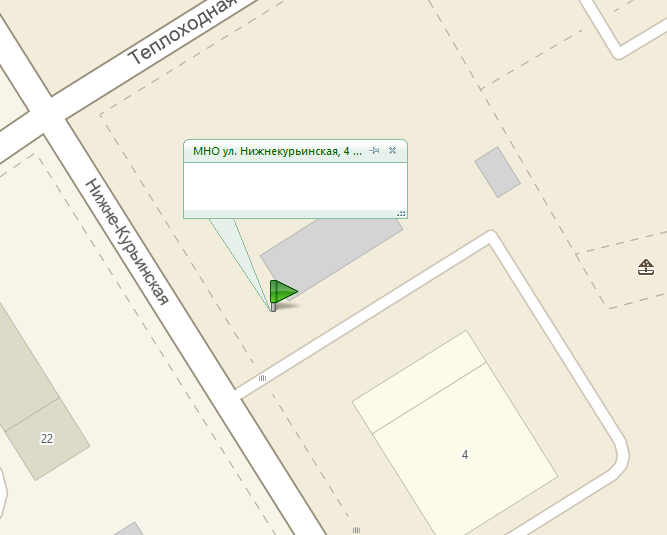 Теплоходная
МНО ул. Нижнекурьинская, 4 ...
Нижне-Курьинская
22
4